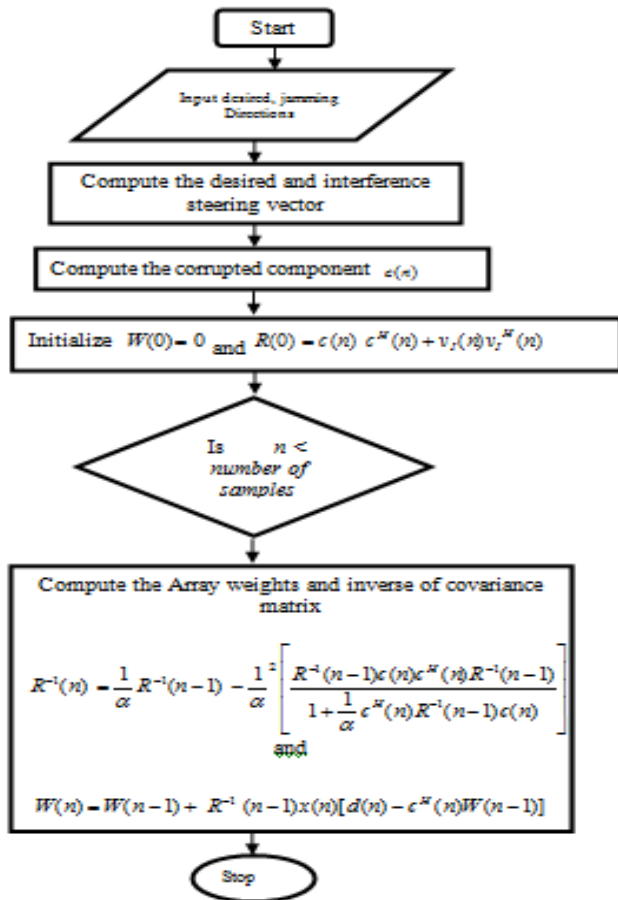 Start
Input desired, jamming
Directions
Compute the desired and interference
steering vector
Compute the corrupted component c(n)
Initialize W(0)= 0 and R(0) = c(n) c^H(n) + v_I(n)v_I^H(n)
Is n <
number of
samples
Compute the Array weights and inverse of covariance
matrix
R^-1(n) = 1/α R^-1(n-1) - 1/α^2 [ R^-1(n-1)c(n)c^H(n)R^-1(n-1) / 1 + 1/α c^H(n)R^-1(n-1)c(n) ]
and
W(n) = W(n-1) + R^-1 (n-1)x(n)[d(n) - c^H(n)W(n-1)]
Stop